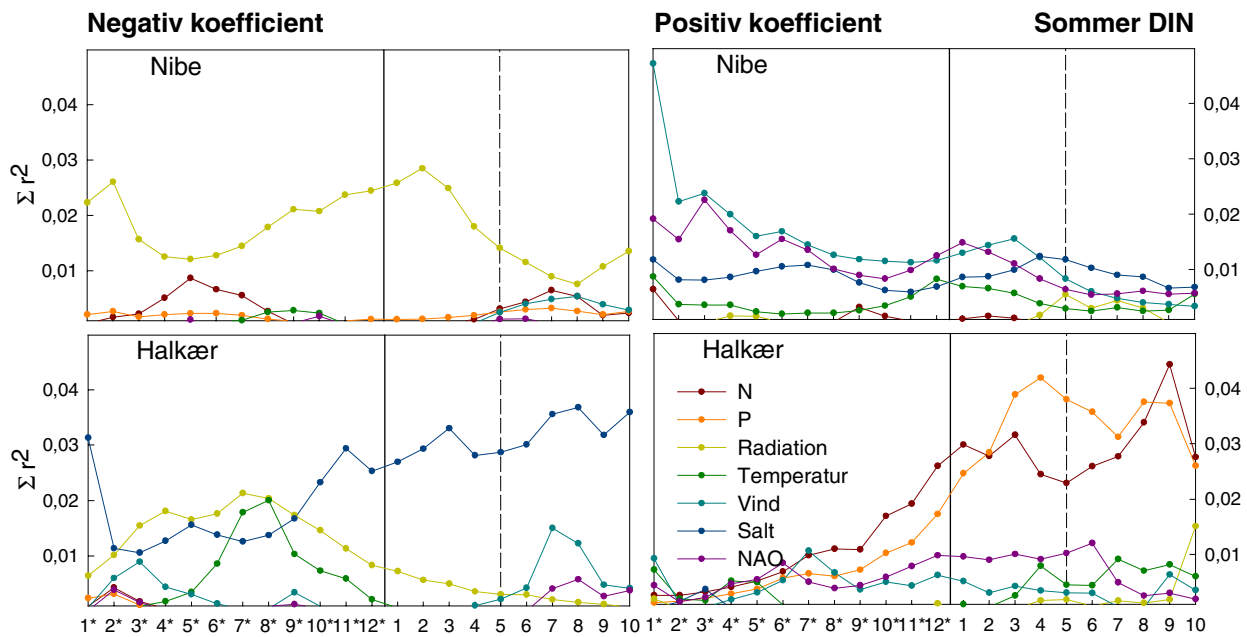 Negativ koefficient
Positiv koefficient
Sommer DIN
Nibe
Nibe
0,04
0,03
0,02
0,01
Σ r2
0,04
0,03
0,02
0,01
Halkær
Halkær
0,04
0,03
0,02
0,01
Σ r2
N
P
Radiation
Temperatur
Vind
Salt
NAO
0,04
0,03
0,02
0,01
1* 2* 3* 4* 5* 6* 7* 8* 9* 10*11*12* 1 2 3 4 5 6 7 8 9 10
1* 2* 3* 4* 5* 6* 7* 8* 9* 10*11*12* 1 2 3 4 5 6 7 8 9 10